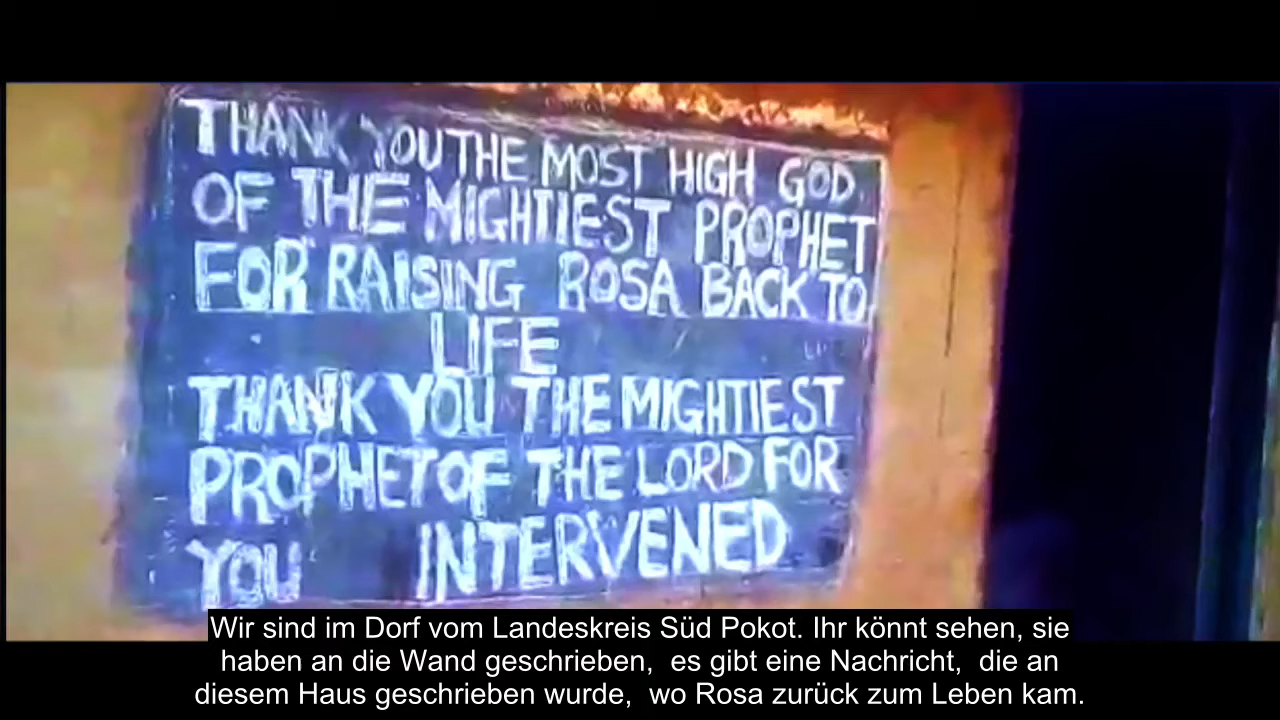 THANK YOU THE MOST HIGH GOD
OF THE MIGHTIEST PROPHET
FOR RAISING ROSA BACK TO
LIFE
THANK YOU THE MIGHTIEST
PROPHET OF THE LORD FOR
YOU INTERVENED
Wir sind im Dorf vom Landeskreis Süd Pokot. Ihr könnt sehen, sie
haben an die Wand geschrieben, es gibt eine Nachricht, die an
diesem Haus geschrieben wurde, wo Rosa zurück zum Leben kam.